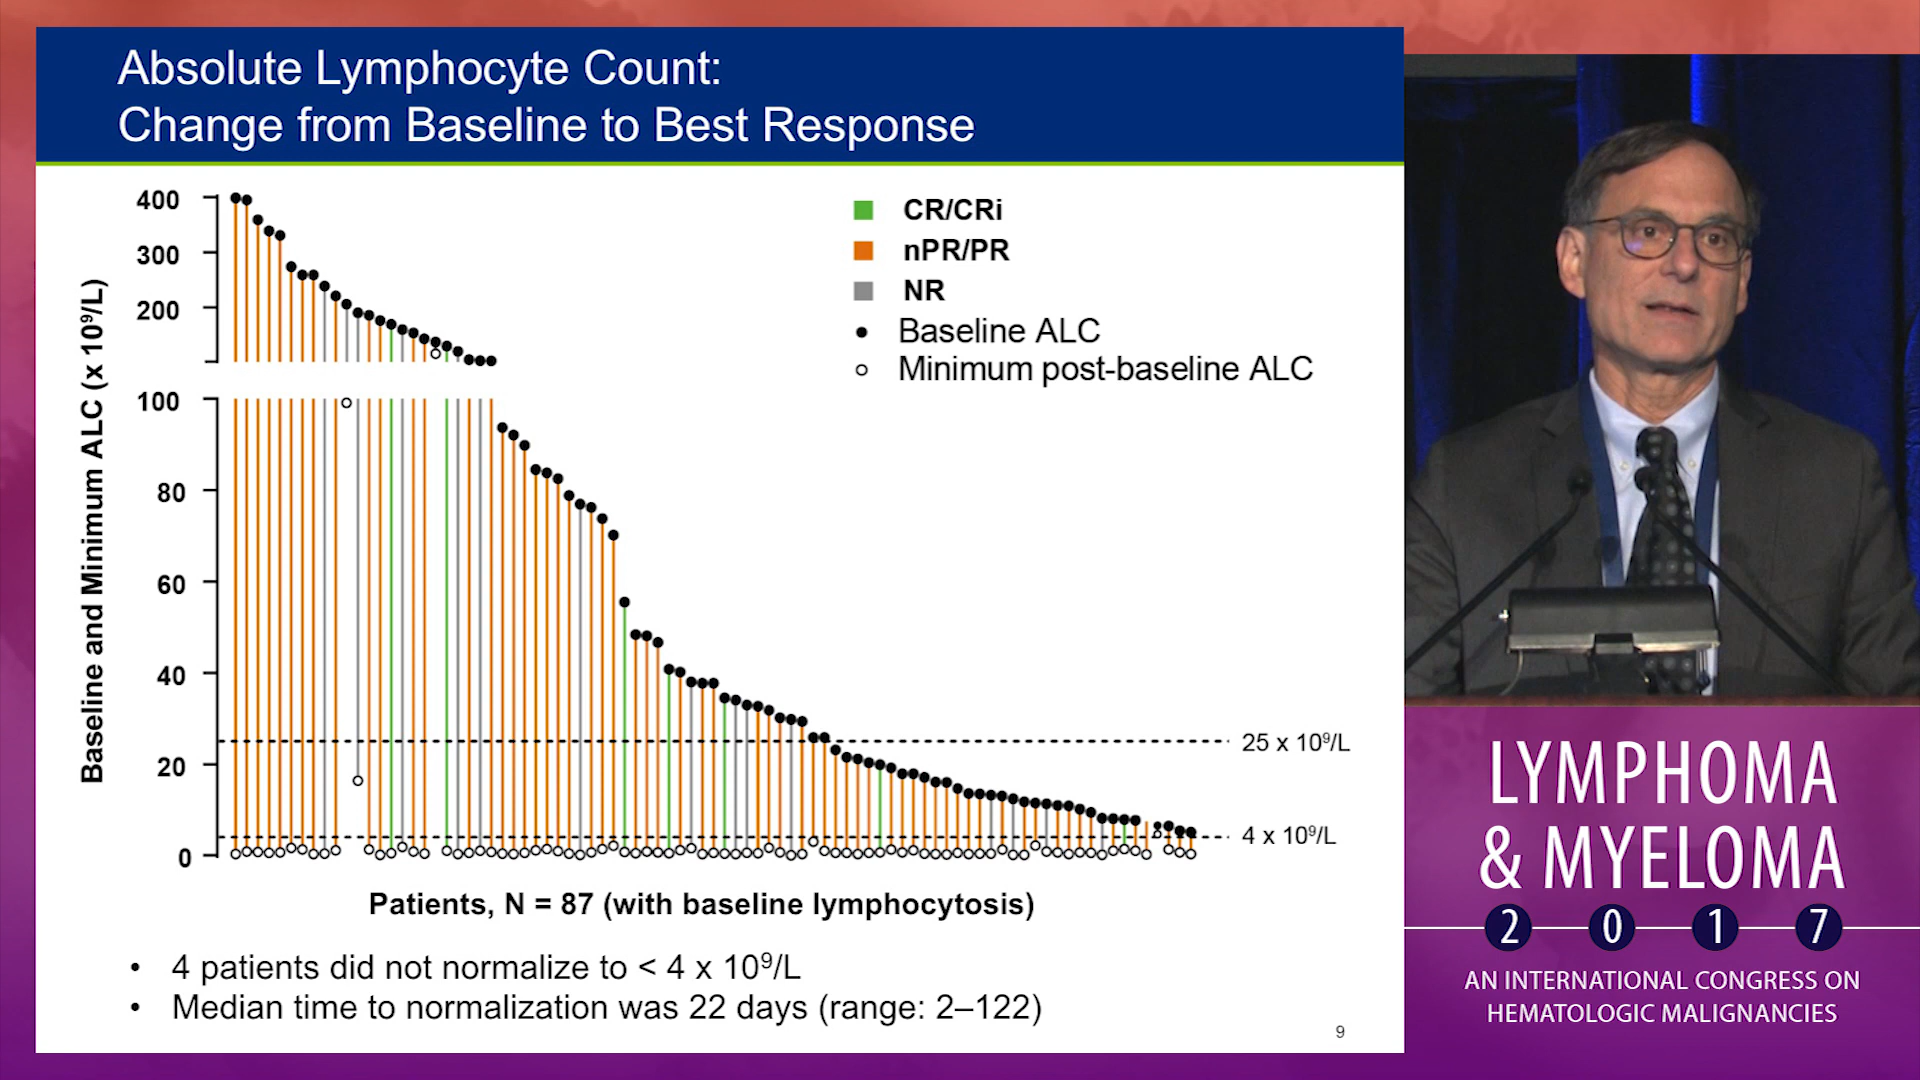 Absolute Lymphocyte Count:
Change from Baseline to Best Response
Baseline and Minimum ALC (x 10⁹/L)
400
300
200
100
80
60
40
20
0
CR/CRi
nPR/PR
NR
Baseline ALC
Minimum post-baseline ALC
25 x 10⁹/L
4 x 10⁹/L
Patients, N = 87 (with baseline lymphocytosis)
• 4 patients did not normalize to < 4 x 10⁹/L
• Median time to normalization was 22 days (range: 2–122)
9
LYMPHOMA
& MYELOMA
2 0 1 7
AN INTERNATIONAL CONGRESS ON
HEMATOLOGIC MALIGNANCIES